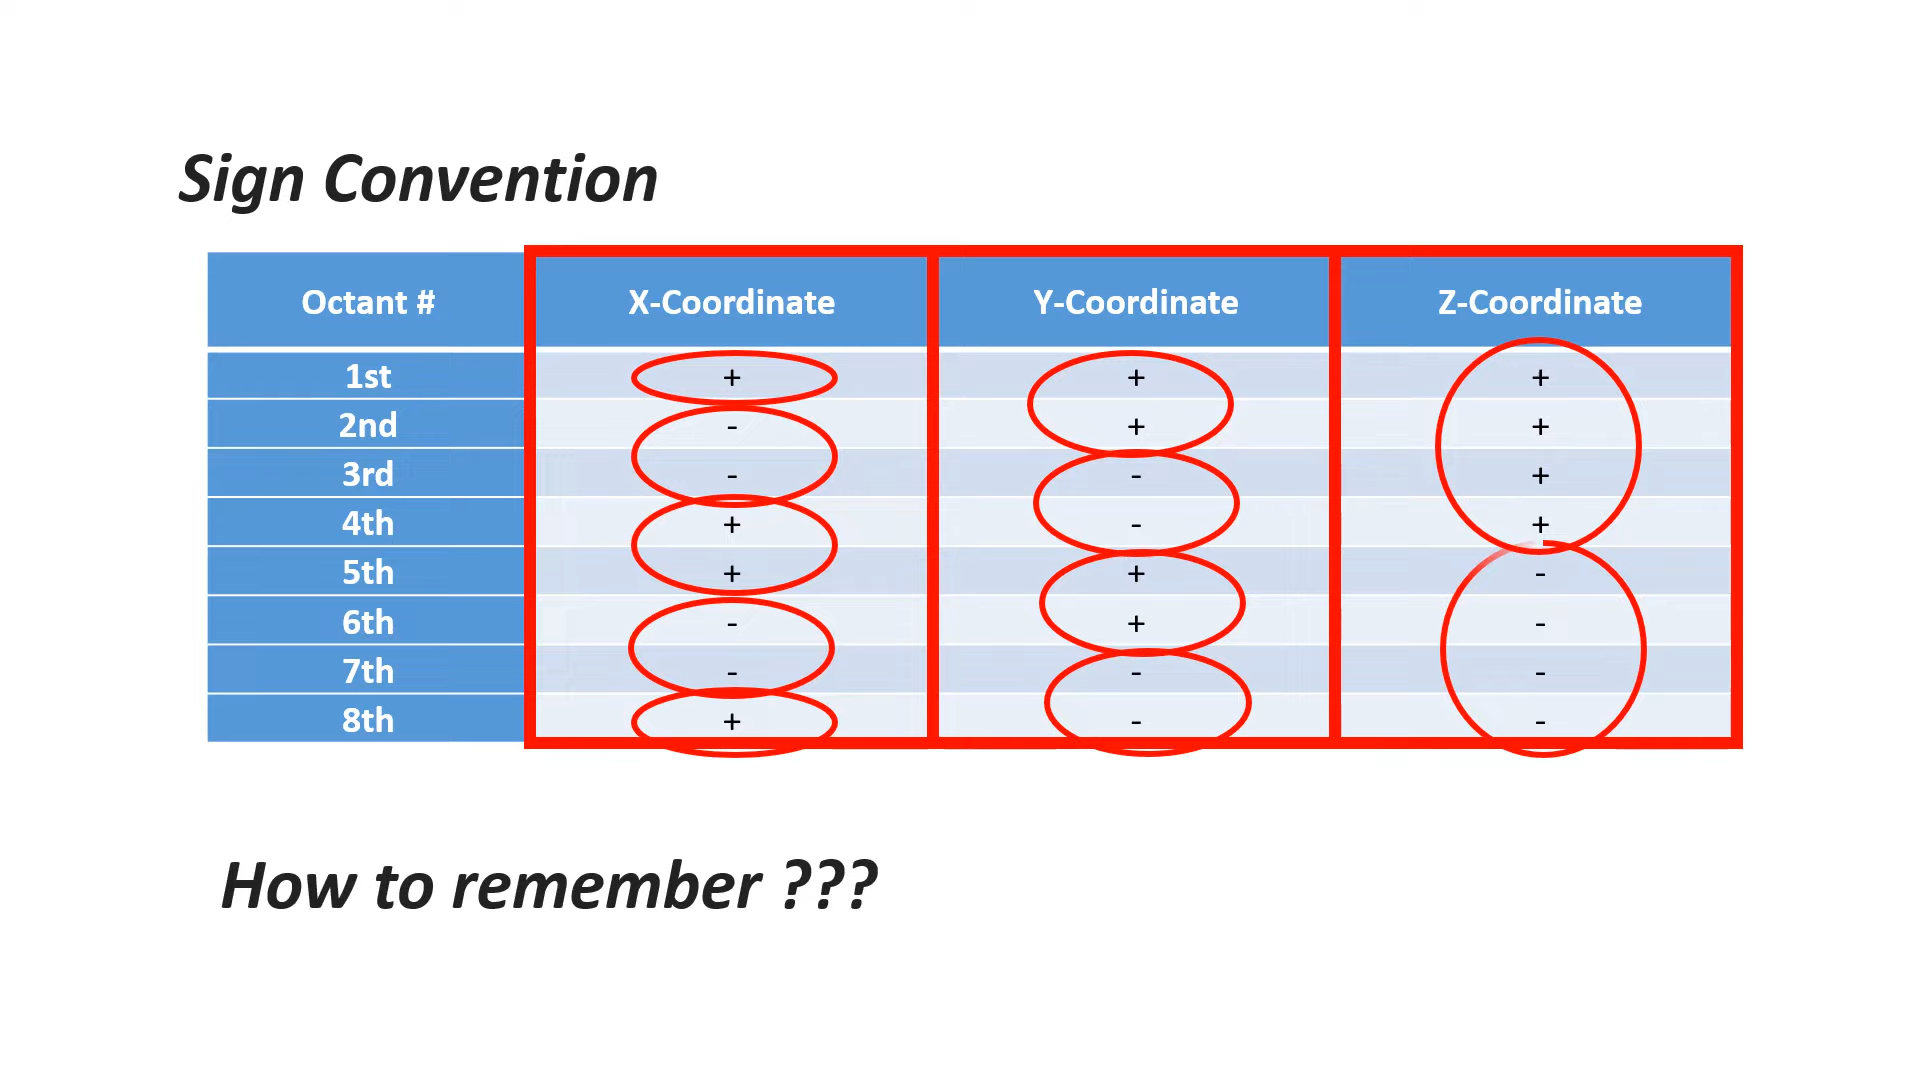 Sign Convention
Octant # X-Coordinate Y-Coordinate Z-Coordinate
1st + + +
2nd - + +
3rd - - +
4th + - +
5th + + -
6th - + -
7th - - -
8th + - -
How to remember ???